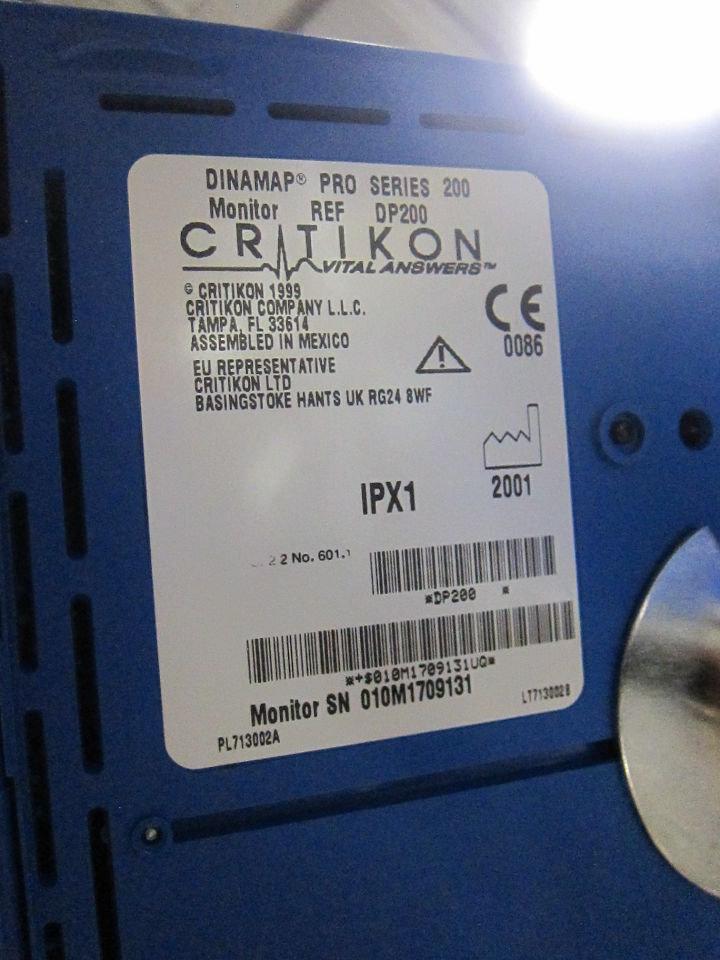 DINAMAP® PRO SERIES 200
Monitor REF DP200
CRITIKON
VITAL ANSWERS™
© CRITIKON 1999
CRITIKON COMPANY L.L.C.
TAMPA, FL 33614
ASSEMBLED IN MEXICO
CE
0086
EU REPRESENTATIVE
CRITIKON LTD
BASINGSTOKE HANTS UK RG24 8WF
IPX1
2001
2 No. 601.1
*DP200 *
*+$010M1709131UQ*
Monitor SN 010M1709131
PL713002A
LT713002B